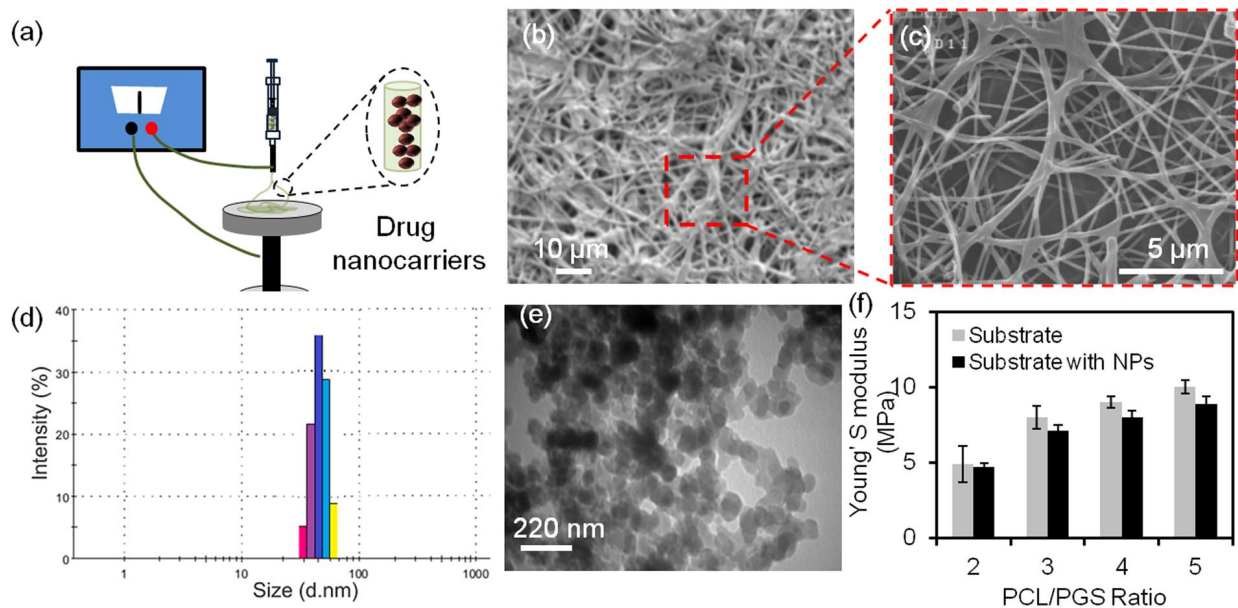 (a)
Drug
nanocarriers
(b)
10 µm
(c)
D11
5 µm
(d)
40
30
20
10
0
Intensity (%)
1
10
100
1000
Size (d.nm)
(e)
220 nm
(f)
15
10
5
0
Young' S modulus
(MPa)
Substrate
Substrate with NPs
2
3
4
5
PCL/PGS Ratio